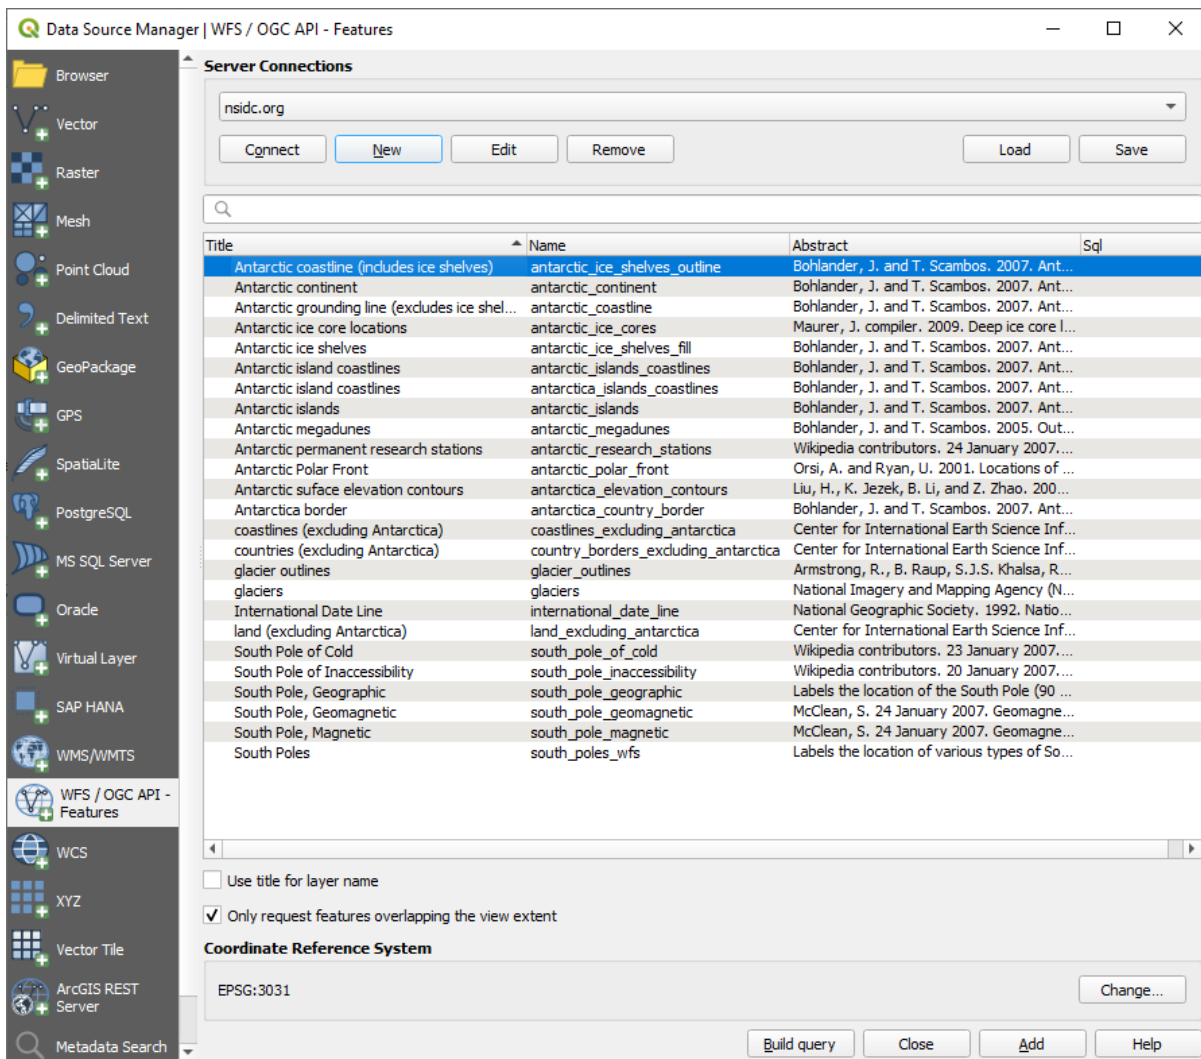 Data Source Manager | WFS / OGC API - Features
Browser
Vector
Raster
Mesh
Point Cloud
Delimited Text
GeoPackage
GPS
SpatiaLite
PostgreSQL
MS SQL Server
Oracle
Virtual Layer
SAP HANA
WMS/WMTS
WFS / OGC API -
Features
WCS
XYZ
Vector Tile
ArcGIS REST
Server
Metadata Search
Server Connections
nsidc.org
Connect New Edit Remove Load Save
Title Name Abstract Sql
Antarctic coastline (includes ice shelves) antarctic_ice_shelves_outline Bohlander, J. and T. Scambos. 2007. Ant...
Antarctic continent antarctic_continent Bohlander, J. and T. Scambos. 2007. Ant...
Antarctic grounding line (excludes ice shel... antarctic_coastline Bohlander, J. and T. Scambos. 2007. Ant...
Antarctic ice core locations antarctic_ice_cores Maurer, J. compiler. 2009. Deep ice core l...
Antarctic ice shelves antarctic_ice_shelves_fill Bohlander, J. and T. Scambos. 2007. Ant...
Antarctic island coastlines antarctic_islands_coastlines Bohlander, J. and T. Scambos. 2007. Ant...
Antarctic island coastlines antarctica_islands_coastlines Bohlander, J. and T. Scambos. 2007. Ant...
Antarctic islands antarctic_islands Bohlander, J. and T. Scambos. 2007. Ant...
Antarctic megadunes antarctic_megadunes Bohlander, J. and T. Scambos. 2005. Out...
Antarctic permanent research stations antarctic_research_stations Wikipedia contributors. 24 January 2007....
Antarctic Polar Front antarctic_polar_front Orsi, A. and Ryan, U. 2001. Locations of ...
Antarctic suface elevation contours antarctica_elevation_contours Liu, H., K. Jezek, B. Li, and Z. Zhao. 200...
Antarctica border antarctica_country_border Bohlander, J. and T. Scambos. 2007. Ant...
coastlines (excluding Antarctica) coastlines_excluding_antarctica Center for International Earth Science Inf...
countries (excluding Antarctica) country_borders_excluding_antarctica Center for International Earth Science Inf...
glacier outlines glacier_outlines Armstrong, R., B. Raup, S.J.S. Khalsa, R...
glaciers glaciers National Imagery and Mapping Agency (N...
International Date Line international_date_line National Geographic Society. 1992. Natio...
land (excluding Antarctica) land_excluding_antarctica Center for International Earth Science Inf...
South Pole of Cold south_pole_of_cold Wikipedia contributors. 23 January 2007....
South Pole of Inaccessibility south_pole_inaccessibility Wikipedia contributors. 20 January 2007....
South Pole, Geographic south_pole_geographic Labels the location of the South Pole (90 ...
South Pole, Geomagnetic south_pole_geomagnetic McClean, S. 24 January 2007. Geomagne...
South Pole, Magnetic south_pole_magnetic McClean, S. 24 January 2007. Geomagne...
South Poles south_poles_wfs Labels the location of various types of So...
Use title for layer name
Only request features overlapping the view extent
Coordinate Reference System
EPSG:3031 Change...
Build query Close Add Help